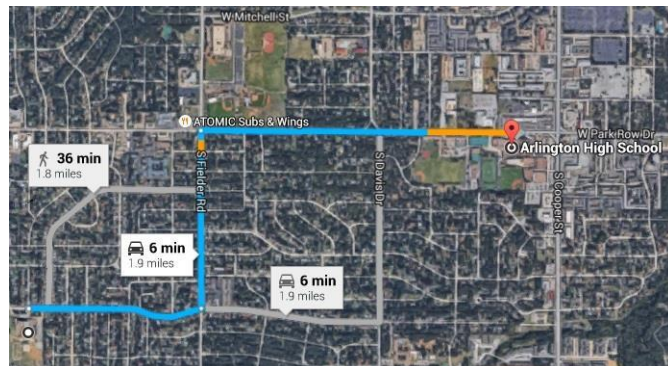 W Mitchell St
ATOMIC Subs & Wings
W Park Row Dr
Arlington High School
36 min
1.8 miles
S Fielder Rd
S Davis Dr
S Cooper St
6 min
1.9 miles
6 min
1.9 miles